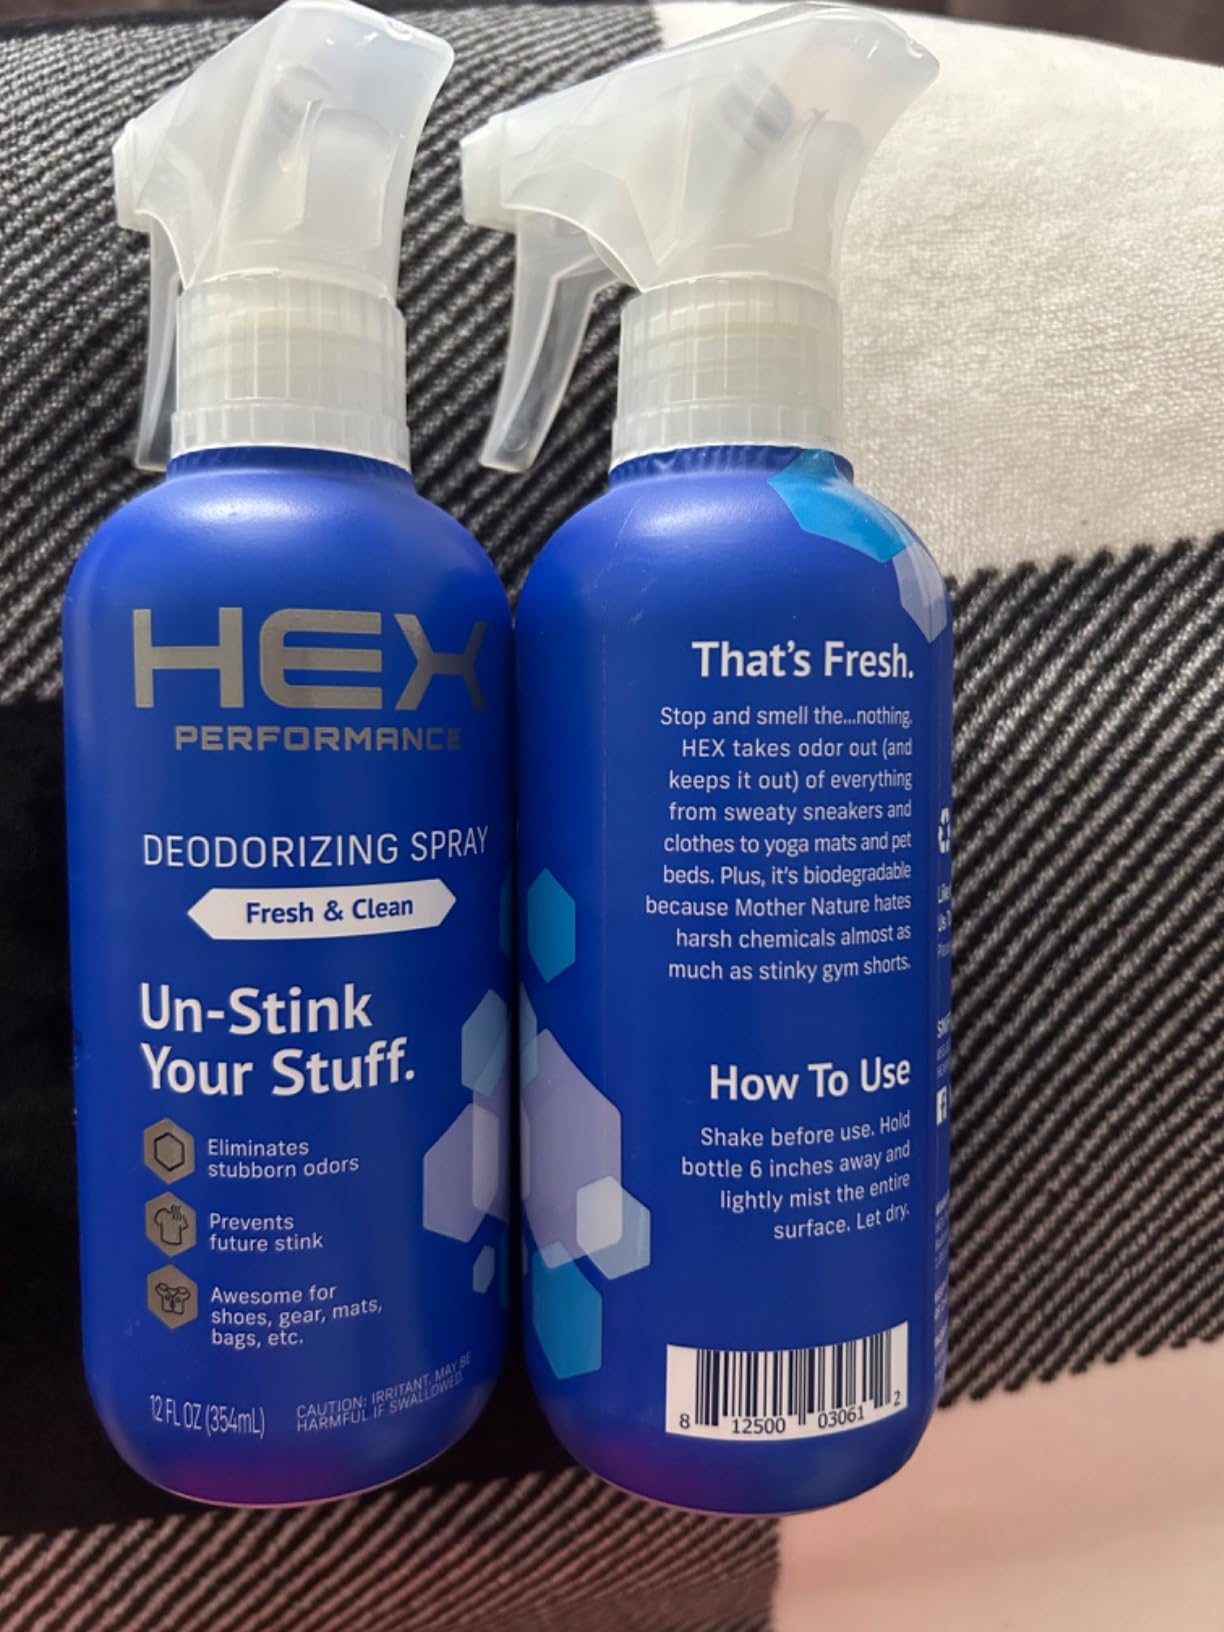 HEX
PERFORMANCE
DEODORIZING SPRAY
Fresh & Clean
Un-Stink
Your Stuff.
Eliminates
stubborn odors
Prevents
future stink
Awesome for
shoes, gear, mats,
bags, etc.
12 FL OZ (354mL)
CAUTION: IRRITANT. MAY BE
HARMFUL IF SWALLOWED.
That's Fresh.
Stop and smell the...nothing.
HEX takes odor out (and
keeps it out) of everything
from sweaty sneakers and
clothes to yoga mats and pet
beds. Plus, it's biodegradable
because Mother Nature hates
harsh chemicals almost as
much as stinky gym shorts.
How To Use
Shake before use. Hold
bottle 6 inches away and
lightly mist the entire
surface. Let dry.
8 12500 03061 2